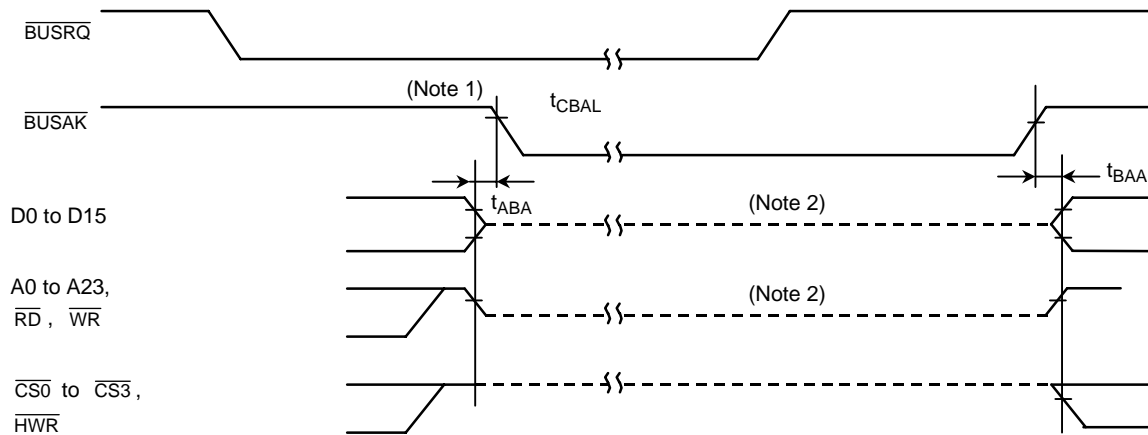 BUSRQ
(Note 1)
tCBAL
BUSAK
tBAA
tABA
D0 to D15
(Note 2)
A0 to A23,
RD , WR
(Note 2)
CS0 to CS3 ,
HWR